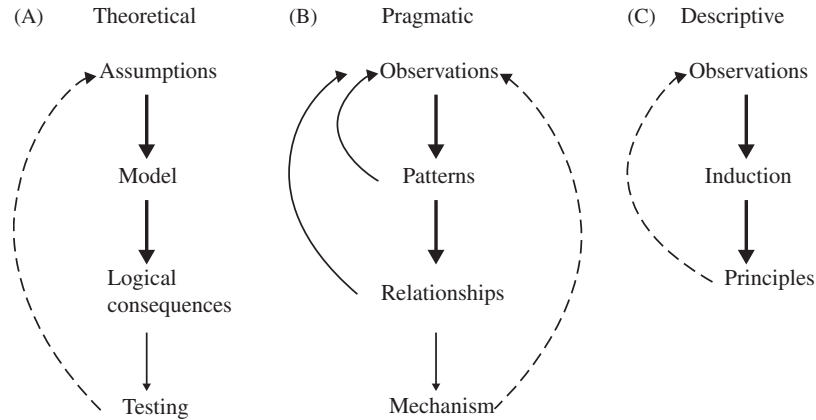 (A) Theoretical
Assumptions
Model
Logical
consequences
Testing
(B) Pragmatic
Observations
Patterns
Relationships
Mechanism
(C) Descriptive
Observations
Induction
Principles